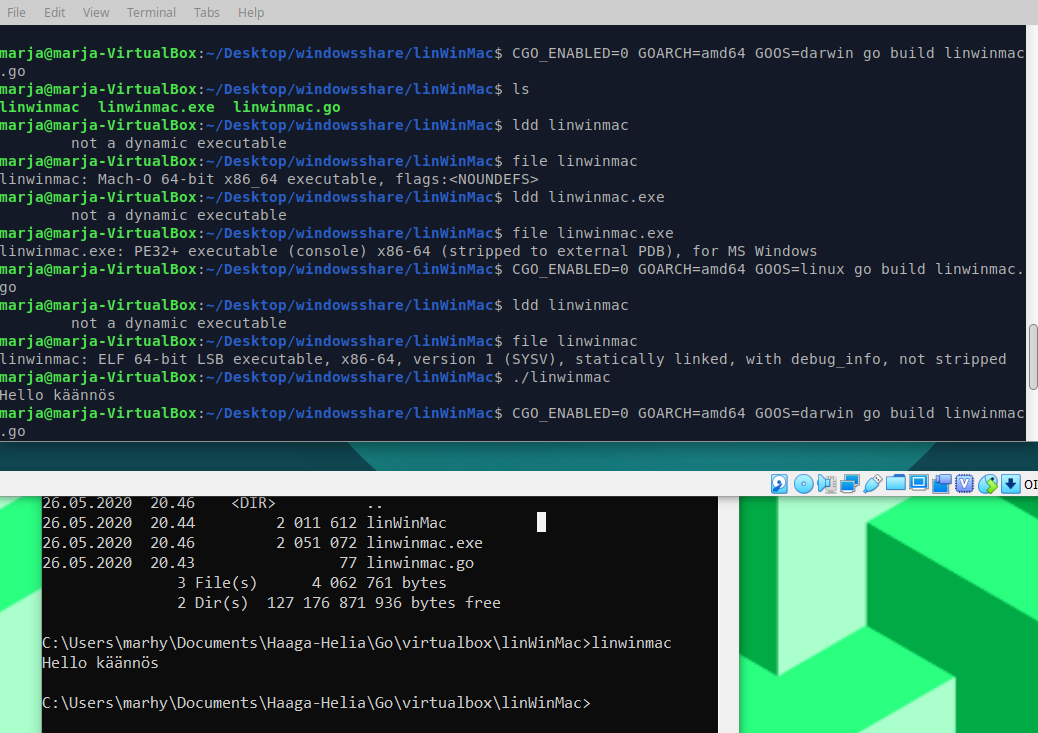 File Edit View Terminal Tabs Help
marja@marja-VirtualBox:~/Desktop/windowsshare/linWinMac$ CGO_ENABLED=0 GOARCH=amd64 GOOS=darwin go build linwinmac
.go
marja@marja-VirtualBox:~/Desktop/windowsshare/linWinMac$ ls
linwinmac  linwinmac.exe  linwinmac.go
marja@marja-VirtualBox:~/Desktop/windowsshare/linWinMac$ ldd linwinmac
        not a dynamic executable
marja@marja-VirtualBox:~/Desktop/windowsshare/linWinMac$ file linwinmac
linwinmac: Mach-O 64-bit x86_64 executable, flags:<NOUNDEFS>
marja@marja-VirtualBox:~/Desktop/windowsshare/linWinMac$ ldd linwinmac.exe
        not a dynamic executable
marja@marja-VirtualBox:~/Desktop/windowsshare/linWinMac$ file linwinmac.exe
linwinmac.exe: PE32+ executable (console) x86-64 (stripped to external PDB), for MS Windows
marja@marja-VirtualBox:~/Desktop/windowsshare/linWinMac$ CGO_ENABLED=0 GOARCH=amd64 GOOS=linux go build linwinmac.
go
marja@marja-VirtualBox:~/Desktop/windowsshare/linWinMac$ ldd linwinmac
        not a dynamic executable
marja@marja-VirtualBox:~/Desktop/windowsshare/linWinMac$ file linwinmac
linwinmac: ELF 64-bit LSB executable, x86-64, version 1 (SYSV), statically linked, with debug_info, not stripped
marja@marja-VirtualBox:~/Desktop/windowsshare/linWinMac$ ./linwinmac
Hello käännös
marja@marja-VirtualBox:~/Desktop/windowsshare/linWinMac$ CGO_ENABLED=0 GOARCH=amd64 GOOS=darwin go build linwinmac
.go
26.05.2020  20.46    <DIR>          ..
26.05.2020  20.44         2 011 612 linWinMac
26.05.2020  20.46         2 051 072 linwinmac.exe
26.05.2020  20.43                77 linwinmac.go
               3 File(s)      4 062 761 bytes
               2 Dir(s)  127 176 871 936 bytes free
C:\Users\marhy\Documents\Haaga-Helia\Go\virtualbox\linWinMac>linwinmac
Hello käännös
C:\Users\marhy\Documents\Haaga-Helia\Go\virtualbox\linWinMac>